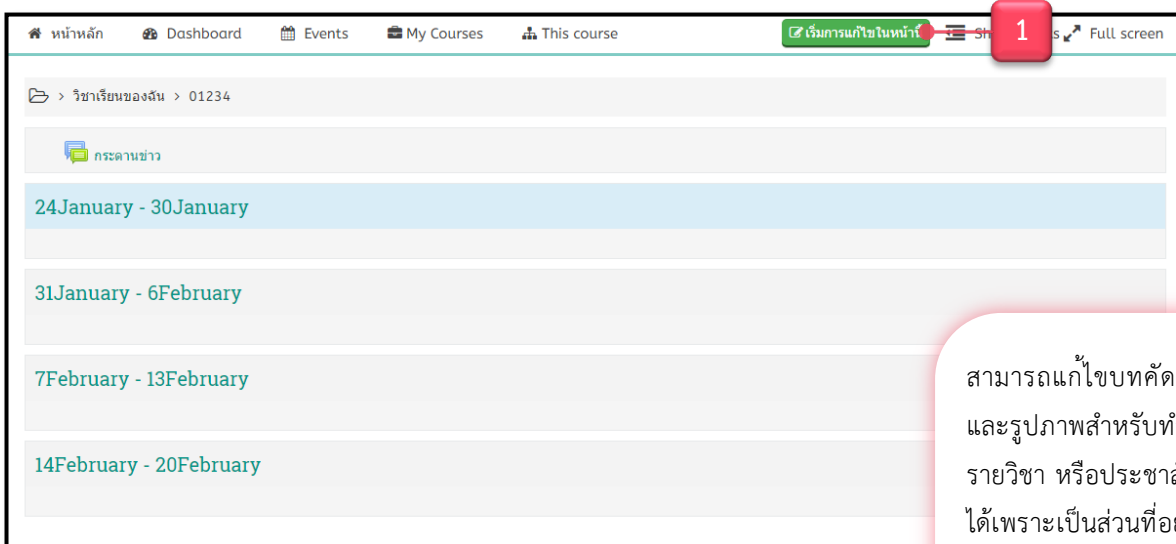 หน้าหลัก Dashboard Events My Courses This course เริ่มการแก้ไขในหน้านี้ 1 Full screen
> วิชาเรียนของฉัน > 01234
กระดานข่าว
24January - 30January
31January - 6February
7February - 13February
14February - 20February
สามารถแก้ไขบทคัด
และรูปภาพสำหรับทำ
รายวิชา หรือประชาสั
ได้เพราะเป็นส่วนที่อ